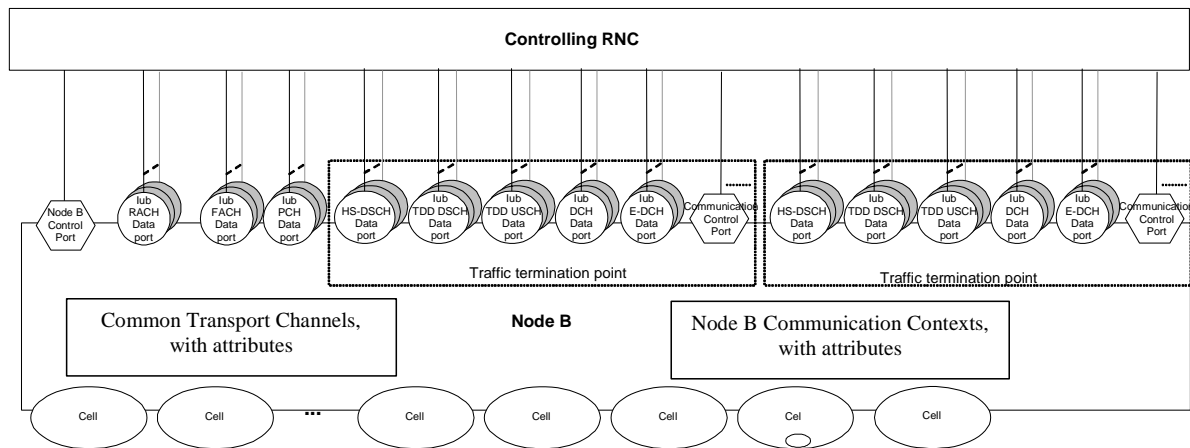 Controlling RNC
Node B
Control
Port
Iub
RACH
Data
port
Iub
FACH
Data
port
Iub
PCH
Data
port
HS-DSCH
Data
port
Iub
TDD DSCH
Data
port
Iub
TDD USCH
Data
port
Iub
DCH
Data
port
Iub
E-DCH
Data
port
Communication
Control
Port
HS-DSCH
Data
port
Iub
TDD DSCH
Data
port
Iub
TDD USCH
Data
port
Iub
DCH
Data
port
Iub
E-DCH
Data
port
Communication
Control
Port
Traffic termination point
Traffic termination point
Common Transport Channels,
with attributes
Node B
Node B Communication Contexts,
with attributes
Cell
Cell
...
Cell
Cell
Cell
Cel
Cell